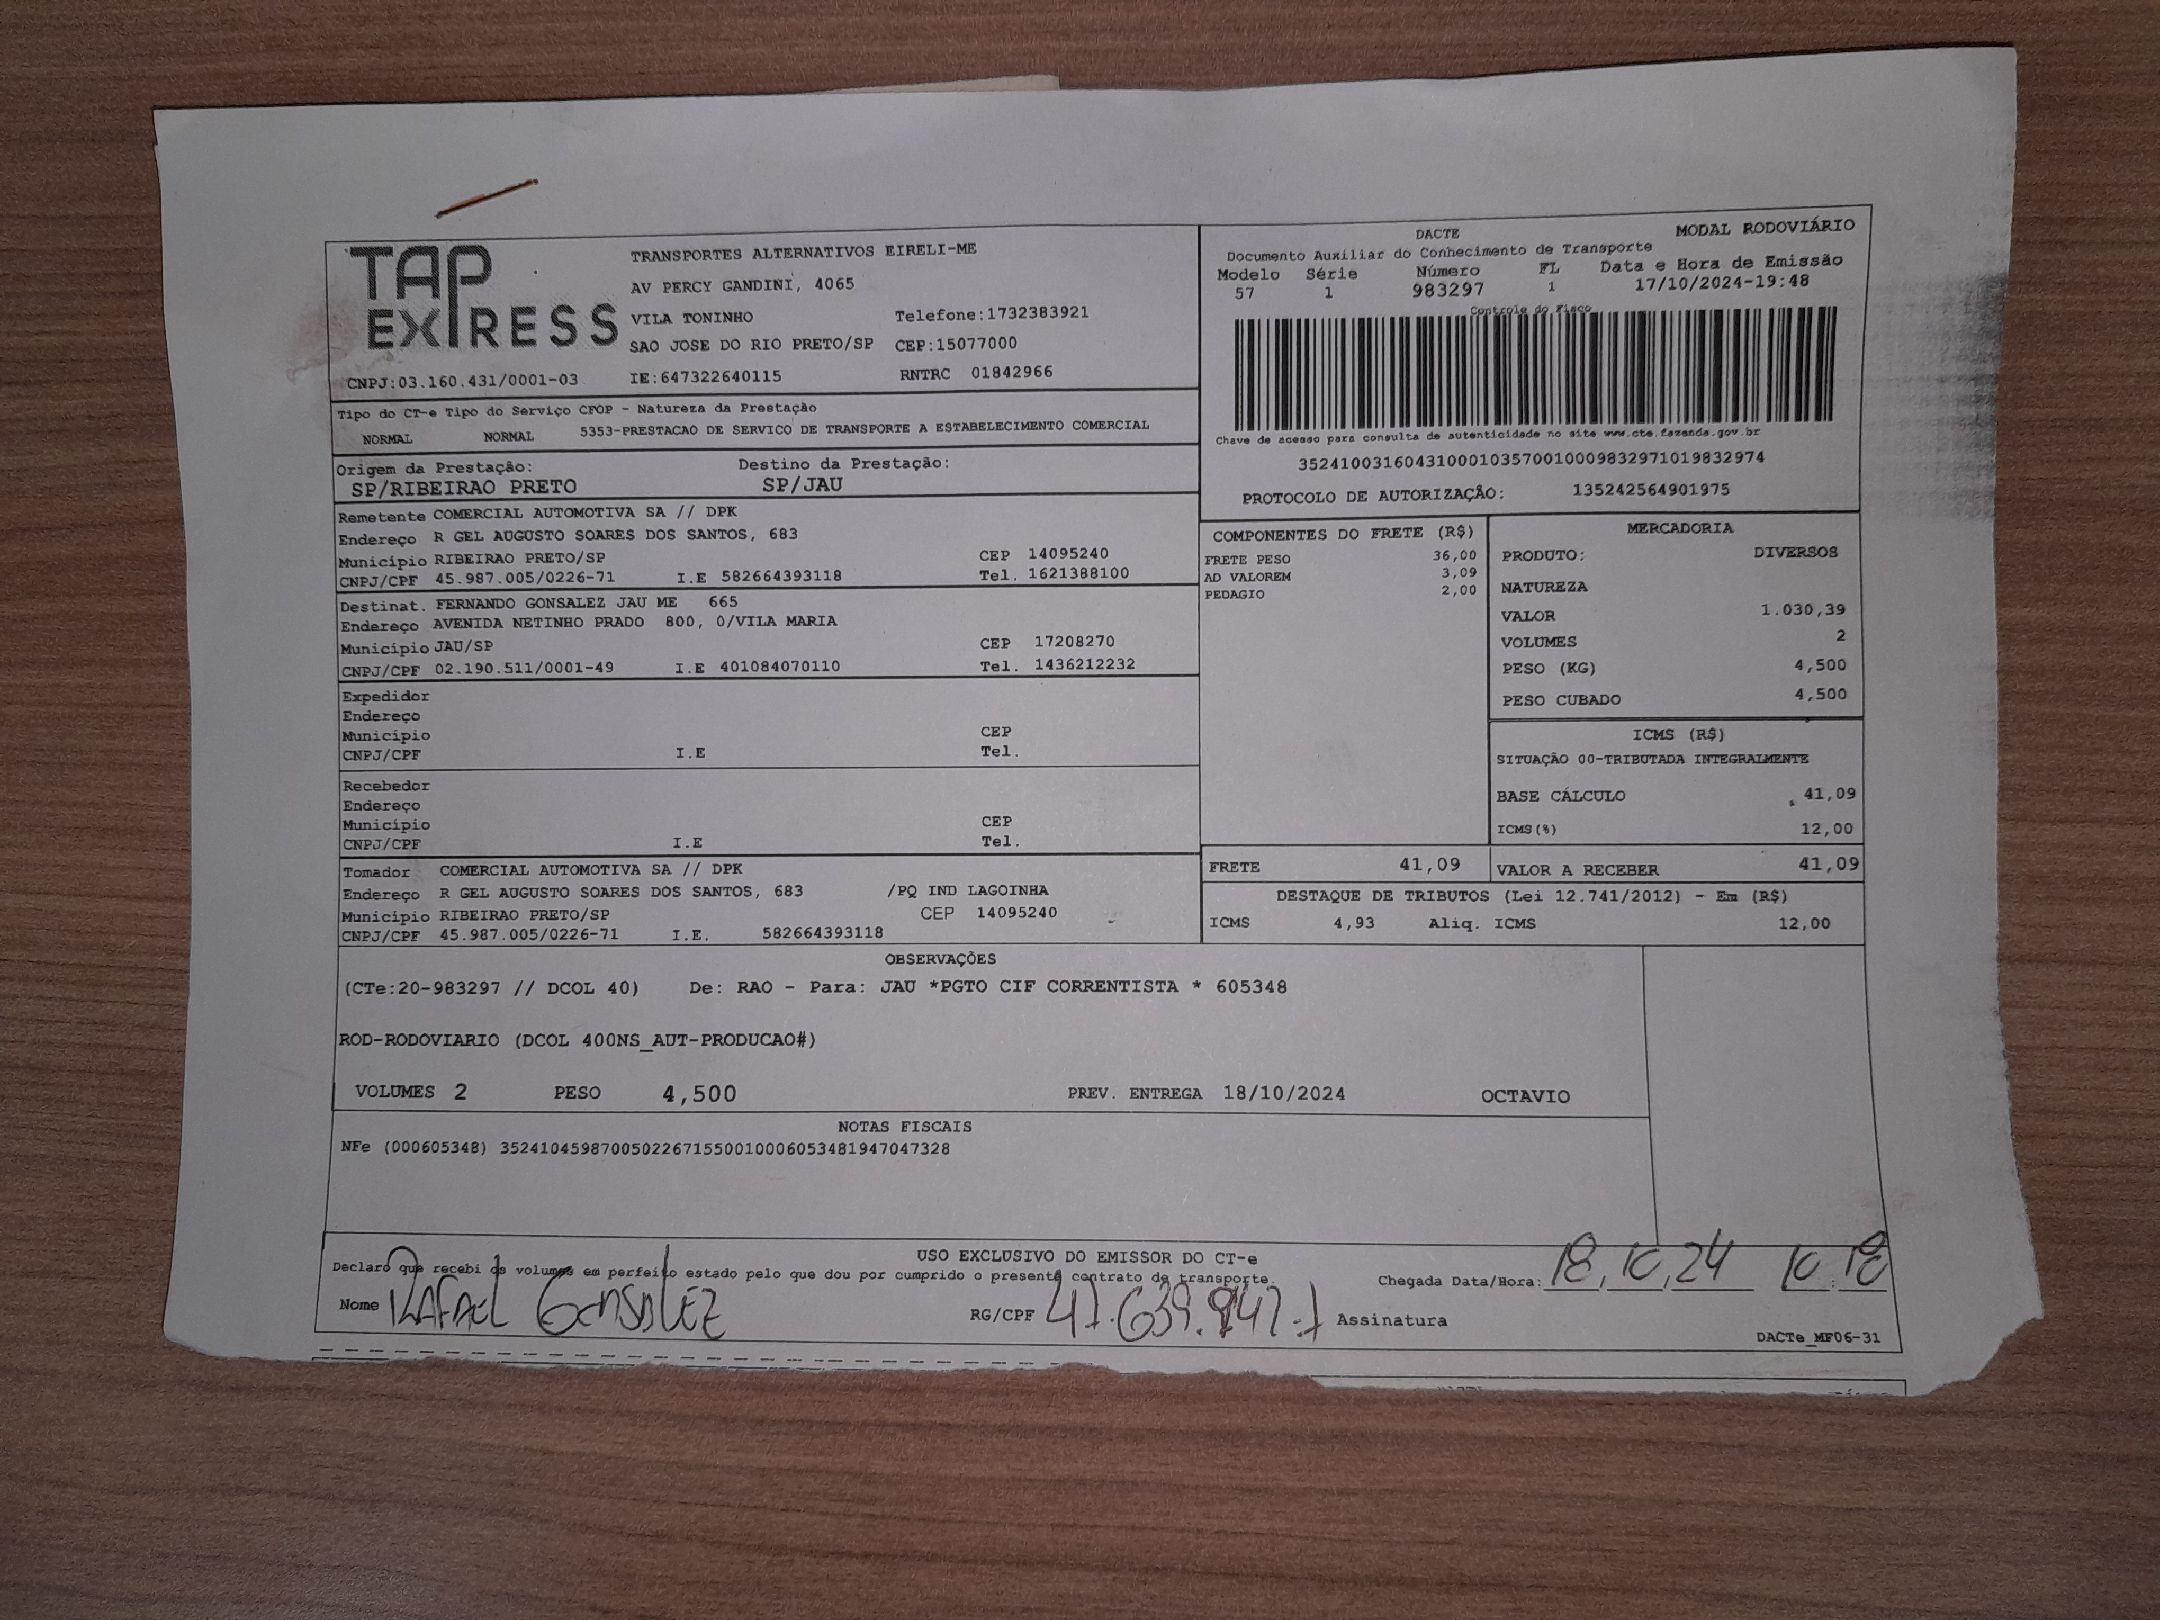 TAP
EXPRESS
CNPJ:03.160.431/0001-03
TRANSPORTES ALTERNATIVOS EIRELI-ME
AV PERCY GANDINI, 4065
VILA TONINHO Telefone:1732383921
SAO JOSE DO RIO PRETO/SP CEP:15077000
IE:647322640115 RNTRC 01842966
DACTE MODAL RODOVIÁRIO
Documento Auxiliar do Conhecimento de Transporte
Modelo Série Número FL Data e Hora de Emissão
57 1 983297 1 17/10/2024-19:48
Controle do Fisco
Chave de acesso para consulta de autenticidade no site www.cte.fazenda.gov.br
35241003160431000103570010009832971019832974
PROTOCOLO DE AUTORIZAÇÃO: 135242564901975
Tipo do CT-e Tipo do Serviço CFOP - Natureza da Prestação
NORMAL NORMAL 5353-PRESTACAO DE SERVICO DE TRANSPORTE A ESTABELECIMENTO COMERCIAL
Origem da Prestação: Destino da Prestação:
SP/RIBEIRAO PRETO SP/JAU
Remetente COMERCIAL AUTOMOTIVA SA // DPK
Endereço R GEL AUGUSTO SOARES DOS SANTOS, 683
Município RIBEIRAO PRETO/SP CEP 14095240
CNPJ/CPF 45.987.005/0226-71 I.E 582664393118 Tel. 1621388100
Destinat. FERNANDO GONSALEZ JAU ME 665
Endereço AVENIDA NETINHO PRADO 800, 0/VILA MARIA
Município JAU/SP CEP 17208270
CNPJ/CPF 02.190.511/0001-49 I.E 401084070110 Tel. 1436212232
Expedidor
Endereço
Município CEP
CNPJ/CPF I.E Tel.
Recebedor
Endereço
Município CEP
CNPJ/CPF I.E Tel.
Tomador COMERCIAL AUTOMOTIVA SA // DPK
Endereço R GEL AUGUSTO SOARES DOS SANTOS, 683 /PQ IND LAGOINHA
Município RIBEIRAO PRETO/SP CEP 14095240
CNPJ/CPF 45.987.005/0226-71 I.E. 582664393118
COMPONENTES DO FRETE (R$)
FRETE PESO 36,00
AD VALOREM 3,09
PEDAGIO 2,00
MERCADORIA
PRODUTO: DIVERSOS
NATUREZA
VALOR 1.030,39
VOLUMES 2
PESO (KG) 4,500
PESO CUBADO 4,500
ICMS (R$)
SITUAÇÃO 00-TRIBUTADA INTEGRALMENTE
BASE CÁLCULO 41,09
ICMS(%) 12,00
FRETE 41,09 VALOR A RECEBER 41,09
DESTAQUE DE TRIBUTOS (Lei 12.741/2012) - Em (R$)
ICMS 4,93 Aliq. ICMS 12,00
OBSERVAÇÕES
(CTe:20-983297 // DCOL 40) De: RAO - Para: JAU *PGTO CIF CORRENTISTA * 605348
ROD-RODOVIARIO (DCOL 400NS_AUT-PRODUCAO#)
VOLUMES 2 PESO 4,500 PREV. ENTREGA 18/10/2024 OCTAVIO
NOTAS FISCAIS
NFe (000605348) 35241045987005022671550010006053481947047328
USO EXCLUSIVO DO EMISSOR DO CT-e
Declaro que recebi os volumes em perfeito estado pelo que dou por cumprido o presente contrato de transporte. Chegada Data/Hora: 18,10,24 10:18
Nome RAFAEL GONSALEZ RG/CPF 47.639.947-1 Assinatura
DACTe_MF06-31